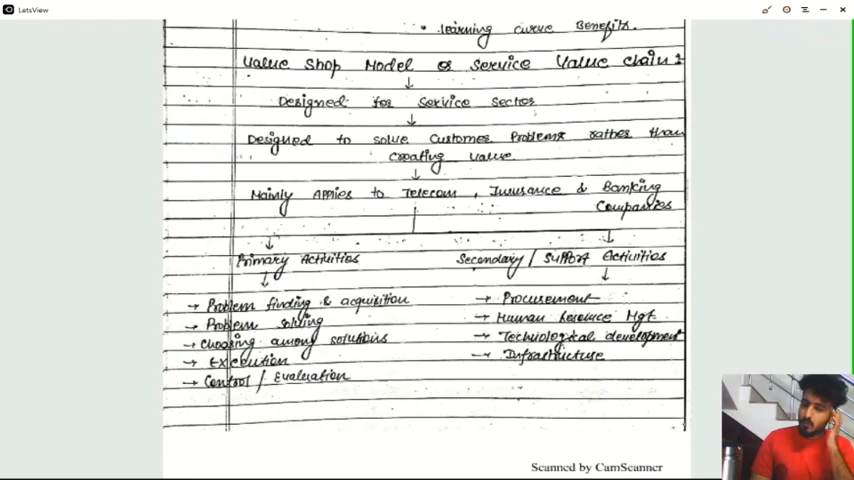 LetsView
• learning curve Benefits.
Value Shop Model or Service Value chain :
↓
Designed for Service Sector
↓
Designed to solve Customer Problems rather than
creating value
↓
Mainly Applies to Telecom, Insurance & Banking
Companies
↓ ↓
Primary Activities Secondary / Support Activities
↓ ↓
→ Problem finding & acquisition → Procurement
→ Problem solving → Human Resource Mgt.
→ choosing among solutions → Technological development
→ Execution → Infrastructure
→ Control / Evaluation
Scanned by CamScanner